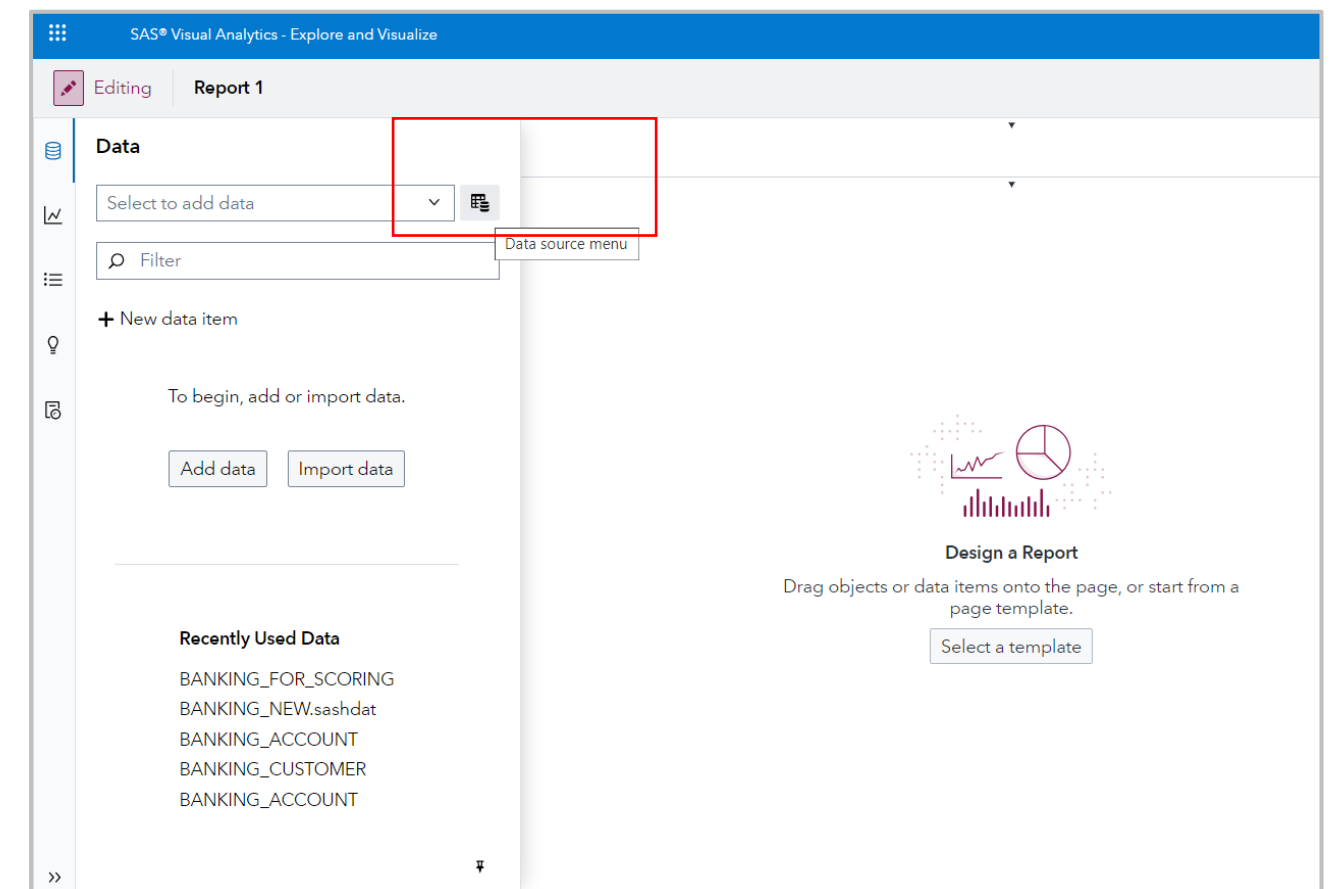 SAS® Visual Analytics - Explore and Visualize
Editing
Report 1
Data
Select to add data
Data source menu
Filter
+ New data item
To begin, add or import data.
Add data
Import data
Recently Used Data
BANKING_FOR_SCORING
BANKING_NEW.sashdat
BANKING_ACCOUNT
BANKING_CUSTOMER
BANKING_ACCOUNT
Design a Report
Drag objects or data items onto the page, or start from a
page template.
Select a template